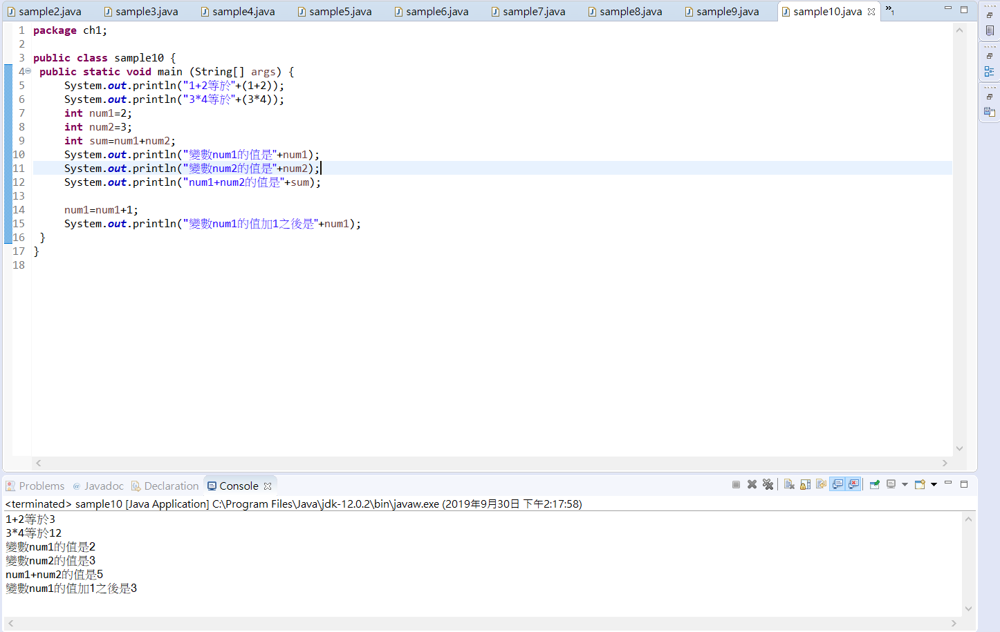 sample2.java sample3.java sample4.java sample5.java sample6.java sample7.java sample8.java sample9.java sample10.java »1
1 package ch1;
2
3 public class sample10 {
4 public static void main (String[] args) {
5 System.out.println("1+2等於"+(1+2));
6 System.out.println("3*4等於"+(3*4));
7 int num1=2;
8 int num2=3;
9 int sum=num1+num2;
10 System.out.println("變數num1的值是"+num1);
11 System.out.println("變數num2的值是"+num2);
12 System.out.println("num1+num2的值是"+sum);
13
14 num1=num1+1;
15 System.out.println("變數num1的值加1之後是"+num1);
16 }
17 }
18
Problems @ Javadoc Declaration Console
<terminated> sample10 [Java Application] C:\Program Files\Java\jdk-12.0.2\bin\javaw.exe (2019年9月30日 下午2:17:58)
1+2等於3
3*4等於12
變數num1的值是2
變數num2的值是3
num1+num2的值是5
變數num1的值加1之後是3